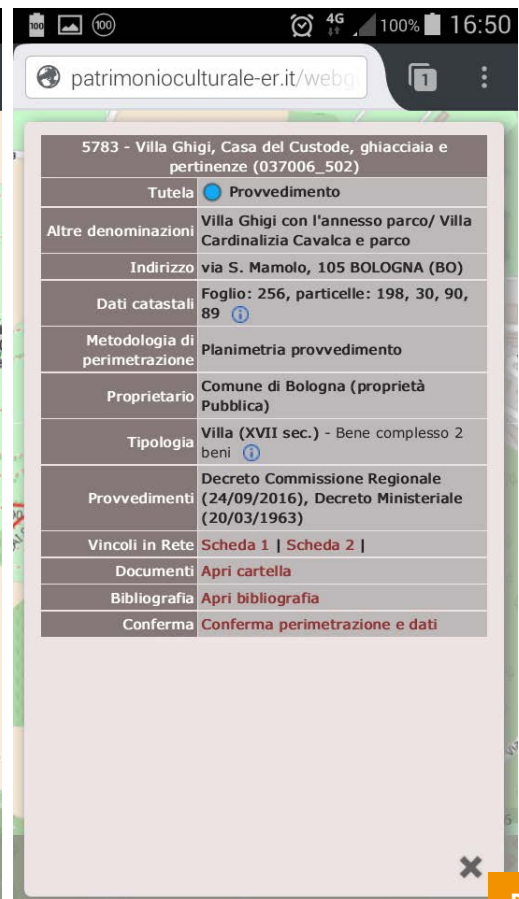 100 100 4G 100% 16:50
patrimonioculturale-er.it/webg 1
5783 - Villa Ghigi, Casa del Custode, ghiacciaia e
pertinenze (037006_502)
Tutela Provvedimento
Altre denominazioni Villa Ghigi con l'annesso parco/ Villa
Cardinalizia Cavalca e parco
Indirizzo via S. Mamolo, 105 BOLOGNA (BO)
Dati catastali Foglio: 256, particelle: 198, 30, 90,
89
Metodologia di
perimetrazione Planimetria provvedimento
Proprietario Comune di Bologna (proprietà
Pubblica)
Tipologia Villa (XVII sec.) - Bene complesso 2
beni
Provvedimenti Decreto Commissione Regionale
(24/09/2016), Decreto Ministeriale
(20/03/1963)
Vincoli in Rete Scheda 1 | Scheda 2 |
Documenti Apri cartella
Bibliografia Apri bibliografia
Conferma Conferma perimetrazione e dati